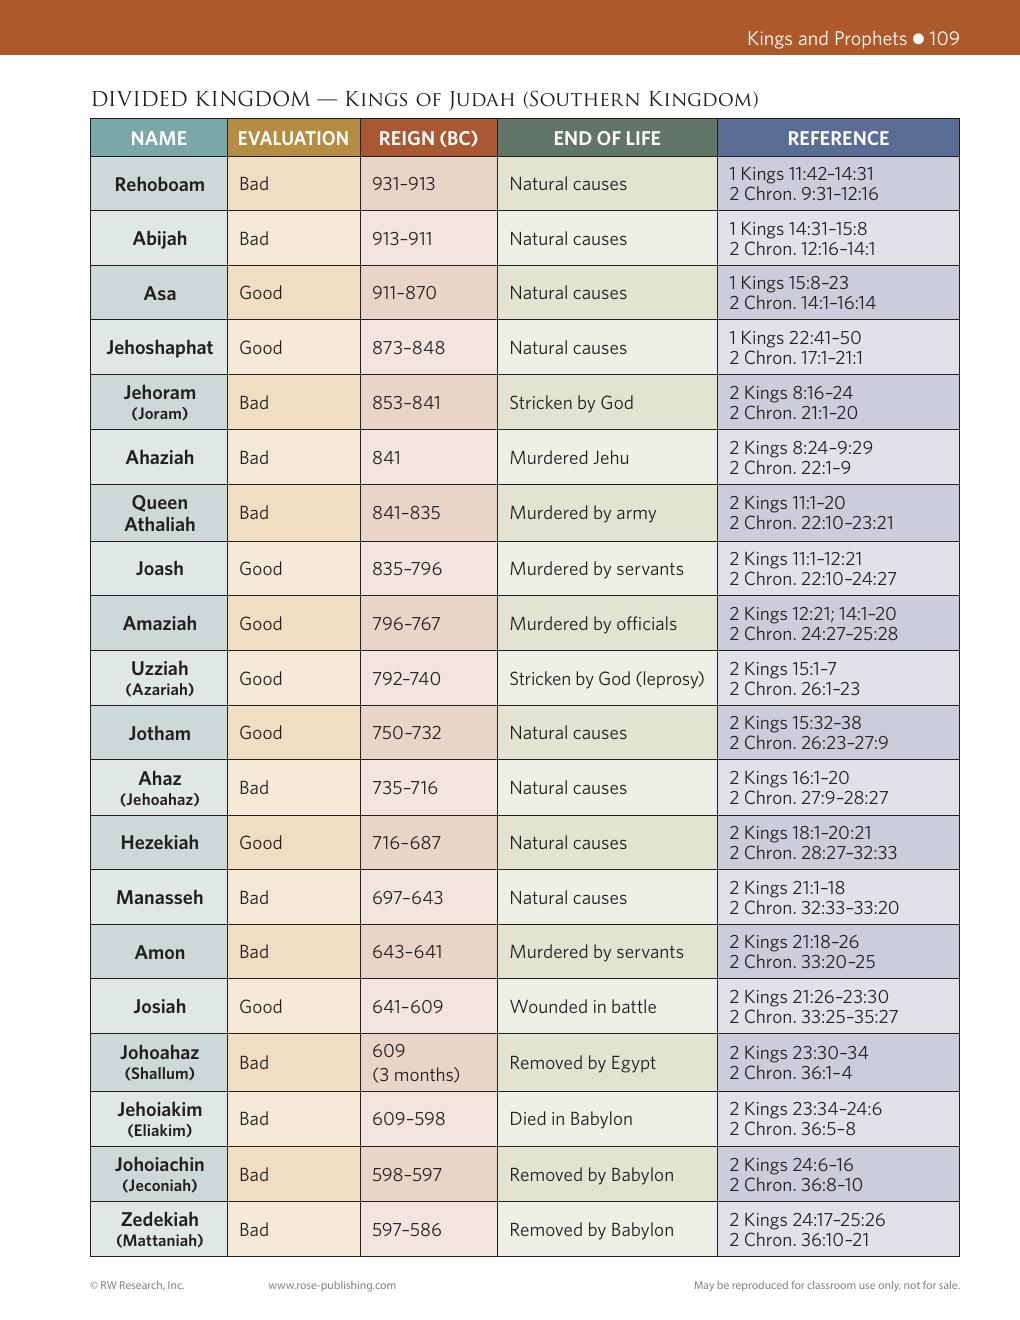 Kings and Prophets ● 109
DIVIDED KINGDOM — Kings of Judah (Southern Kingdom)
NAME EVALUATION REIGN (BC) END OF LIFE REFERENCE
Rehoboam Bad 931–913 Natural causes 1 Kings 11:42–14:31
2 Chron. 9:31–12:16
Abijah Bad 913–911 Natural causes 1 Kings 14:31–15:8
2 Chron. 12:16–14:1
Asa Good 911–870 Natural causes 1 Kings 15:8–23
2 Chron. 14:1–16:14
Jehoshaphat Good 873–848 Natural causes 1 Kings 22:41–50
2 Chron. 17:1–21:1
Jehoram Bad 853–841 Stricken by God 2 Kings 8:16–24
(Joram) 2 Chron. 21:1–20
Ahaziah Bad 841 Murdered Jehu 2 Kings 8:24–9:29
2 Chron. 22:1–9
Queen Bad 841–835 Murdered by army 2 Kings 11:1–20
Athaliah 2 Chron. 22:10–23:21
Joash Good 835–796 Murdered by servants 2 Kings 11:1–12:21
2 Chron. 22:10–24:27
Amaziah Good 796–767 Murdered by officials 2 Kings 12:21; 14:1–20
2 Chron. 24:27–25:28
Uzziah Good 792–740 Stricken by God (leprosy) 2 Kings 15:1–7
(Azariah) 2 Chron. 26:1–23
Jotham Good 750–732 Natural causes 2 Kings 15:32–38
2 Chron. 26:23–27:9
Ahaz Bad 735–716 Natural causes 2 Kings 16:1–20
(Jehoahaz) 2 Chron. 27:9–28:27
Hezekiah Good 716–687 Natural causes 2 Kings 18:1–20:21
2 Chron. 28:27–32:33
Manasseh Bad 697–643 Natural causes 2 Kings 21:1–18
2 Chron. 32:33–33:20
Amon Bad 643–641 Murdered by servants 2 Kings 21:18–26
2 Chron. 33:20–25
Josiah Good 641–609 Wounded in battle 2 Kings 21:26–23:30
2 Chron. 33:25–35:27
Johoahaz Bad 609 Removed by Egypt 2 Kings 23:30–34
(Shallum) (3 months) 2 Chron. 36:1–4
Jehoiakim Bad 609–598 Died in Babylon 2 Kings 23:34–24:6
(Eliakim) 2 Chron. 36:5–8
Johoiachin Bad 598–597 Removed by Babylon 2 Kings 24:6–16
(Jeconiah) 2 Chron. 36:8–10
Zedekiah Bad 597–586 Removed by Babylon 2 Kings 24:17–25:26
(Mattaniah) 2 Chron. 36:10–21
© RW Research, Inc. www.rose-publishing.com May be reproduced for classroom use only, not for sale.